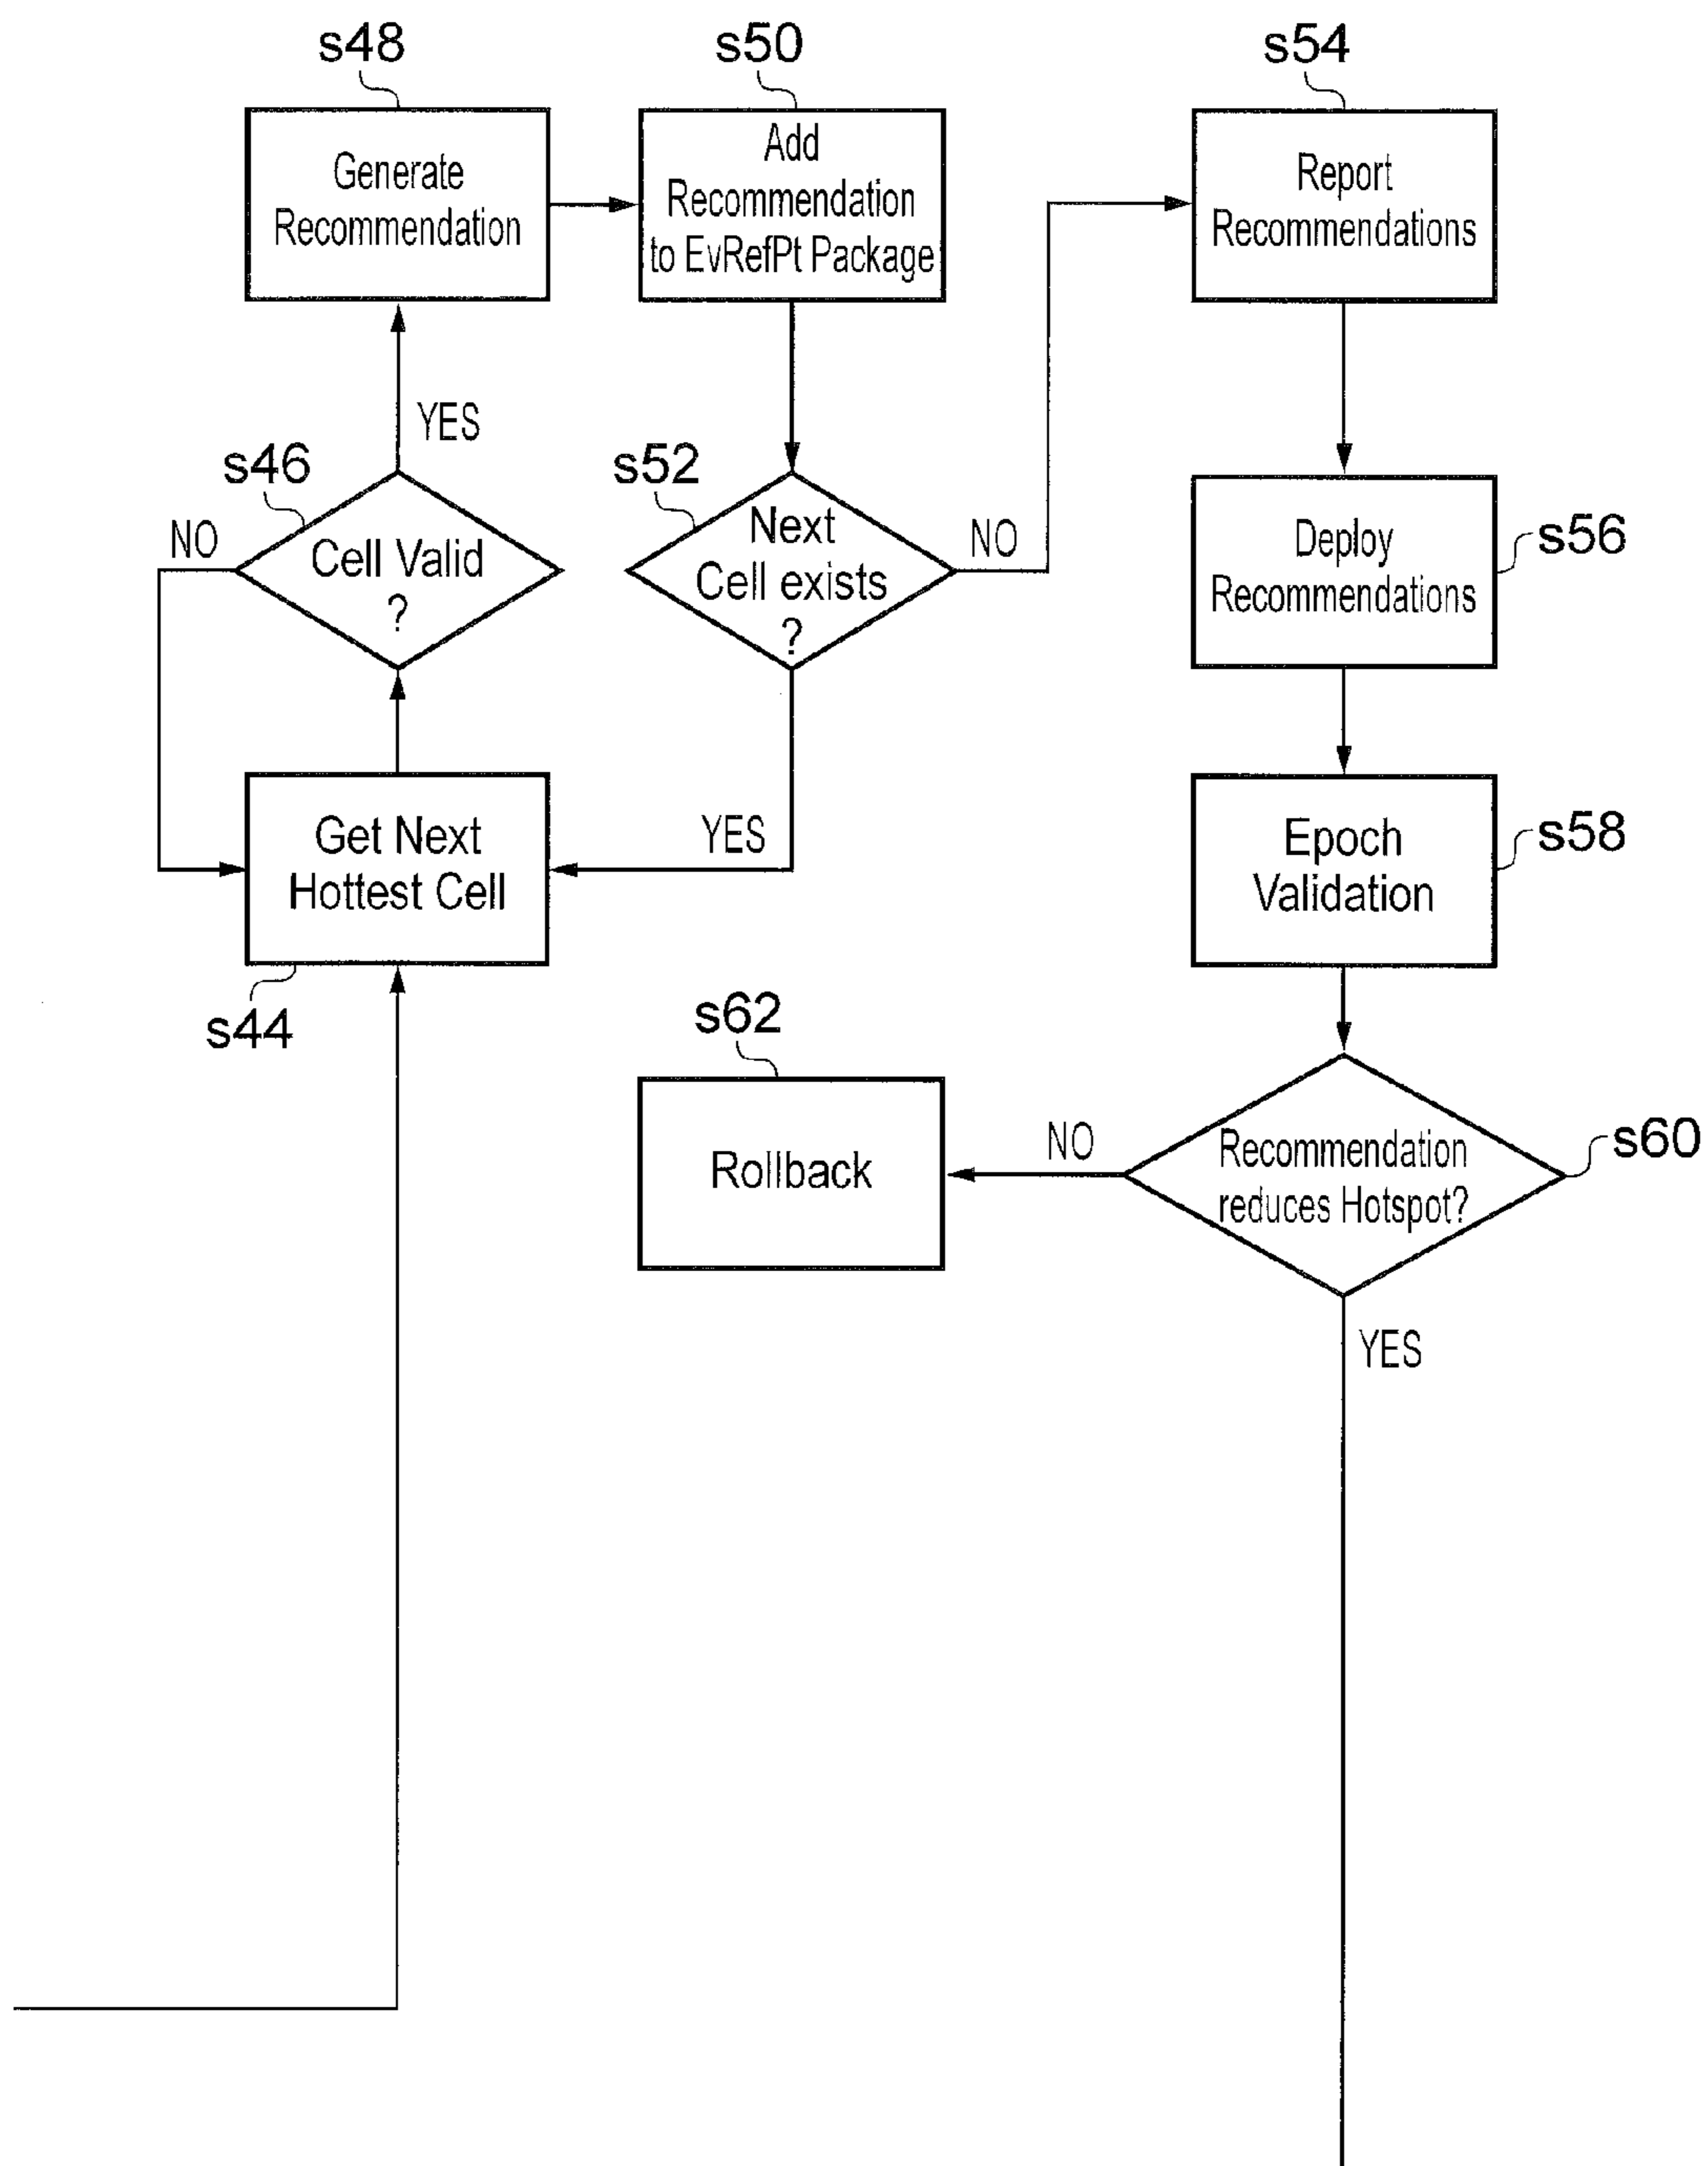 s48
s50
s54
Generate
Recommendation
Add
Recommendation
to EvRefPt Package
Report
Recommendations
YES
s46
NO
Cell Valid
?
s52
Next
Cell exists
?
NO
Deploy
Recommendations
s56
Get Next
Hottest Cell
YES
s44
Epoch
Validation
s58
s62
Rollback
NO
Recommendation
reduces Hotspot?
s60
YES